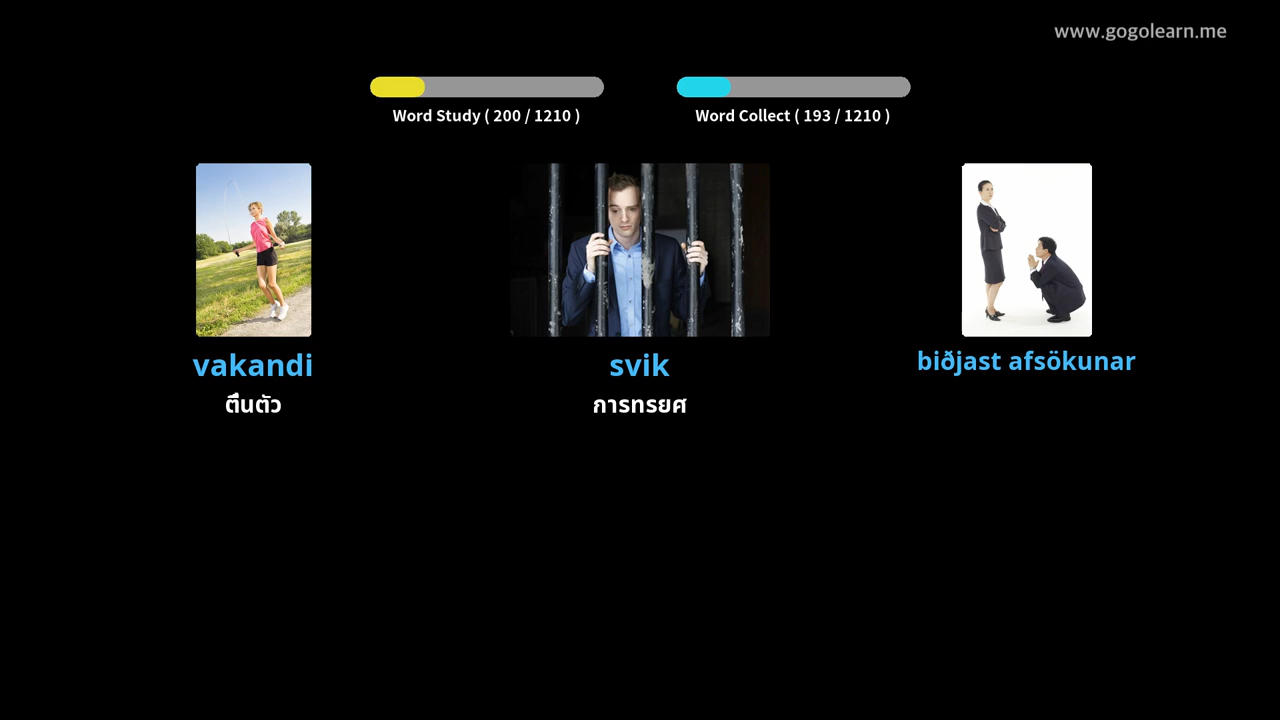 www.gogolearn.me
Word Study ( 200 / 1210 )
Word Collect ( 193 / 1210 )
vakandi
svik
biðjast afsökunar
ตื่นตัว
การทรยศ